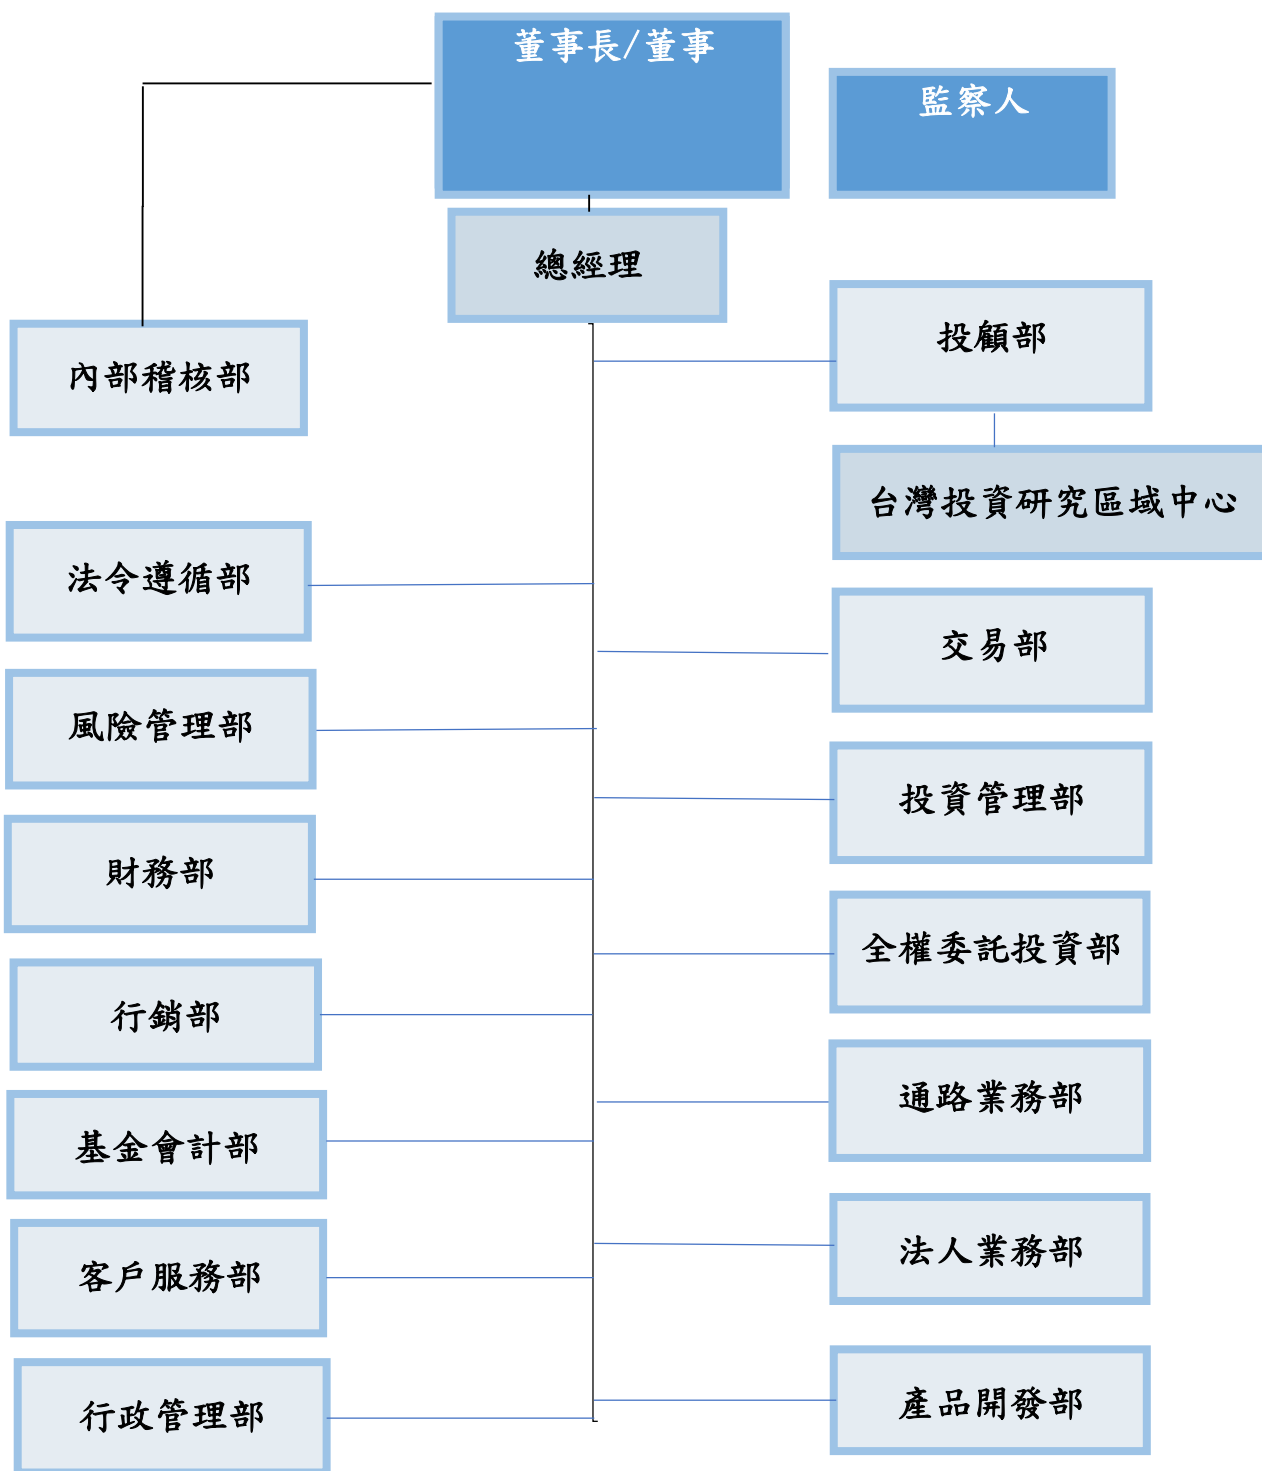 董事長/董事
監察人
總經理
投顧部
內部稽核部
台灣投資研究區域中心
法令遵循部
交易部
風險管理部
投資管理部
財務部
全權委託投資部
行銷部
通路業務部
基金會計部
法人業務部
客戶服務部
產品開發部
行政管理部